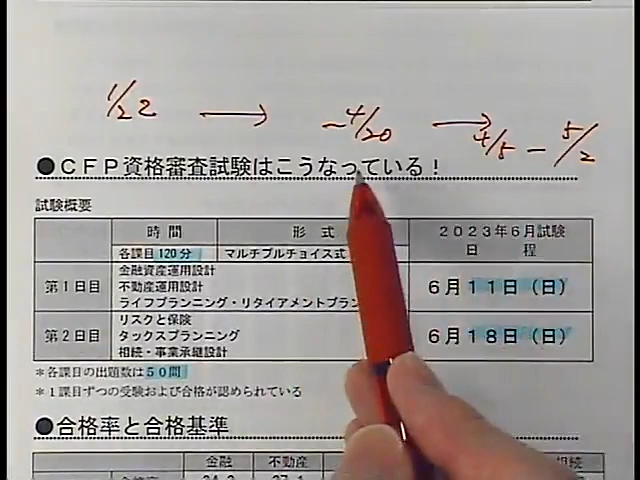 1/22 → -4/20 → 4/5 - 5/2
●CFP資格審査試験はこうなっている！
試験概要
時間 形式 2023年6月試験
日程
各課目120分 マルチプルチョイス式
第1日目 金融資産運用設計
不動産運用設計 6月11日（日）
ライフプランニング・リタイアメントプラン
第2日目 リスクと保険
タックスプランニング 6月18日（日）
相続・事業承継設計
＊各課目の出題数は50問
＊1課目ずつの受験および合格が認められている
●合格率と合格基準
金融 不動産 相続